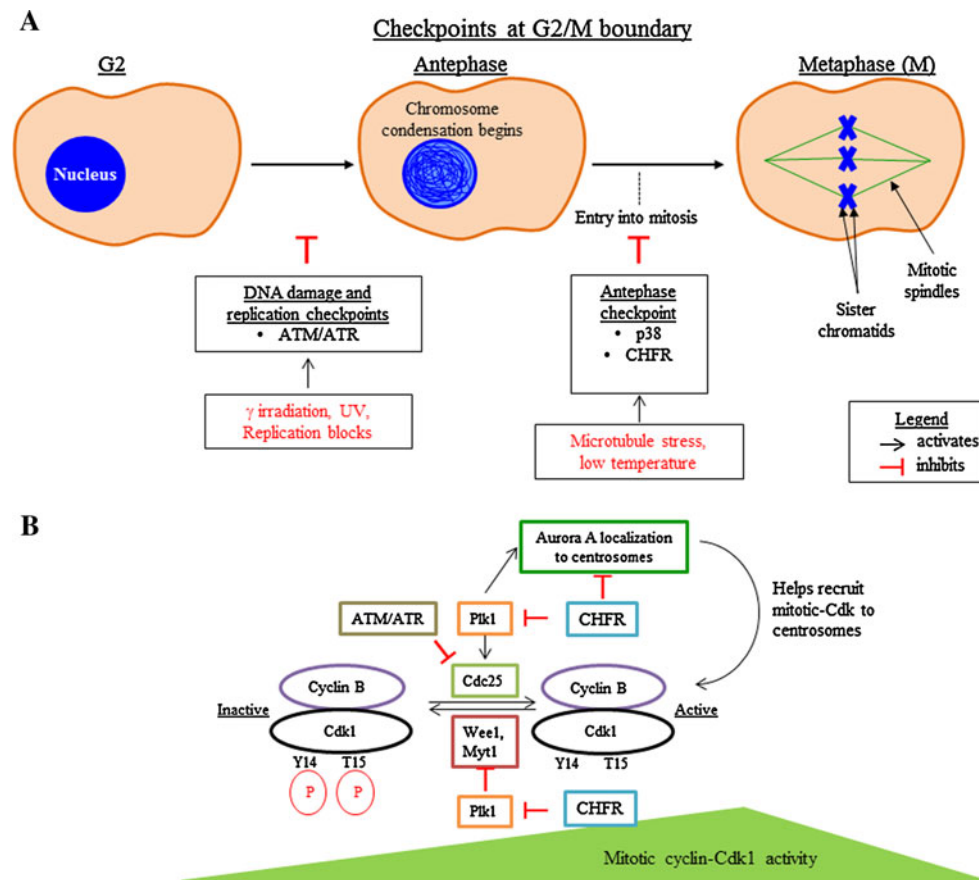 A
Checkpoints at G2/M boundary
G2
Antephase
Metaphase (M)
Nucleus
Chromosome
condensation begins
Entry into mitosis
Mitotic
spindles
Sister
chromatids
DNA damage and
replication checkpoints
• ATM/ATR
γ irradiation, UV,
Replication blocks
Antephase
checkpoint
• p38
• CHFR
Microtubule stress,
low temperature
Legend
activates
inhibits
B
Aurora A localization
to centrosomes
Helps recruit
mitotic-Cdk to
centrosomes
ATM/ATR
Plk1
CHFR
Cdc25
Cyclin B
Cyclin B
Inactive
Active
Cdk1
Wee1,
Myt1
Cdk1
Y14 T15
Y14 T15
P P
Plk1
CHFR
Mitotic cyclin-Cdk1 activity